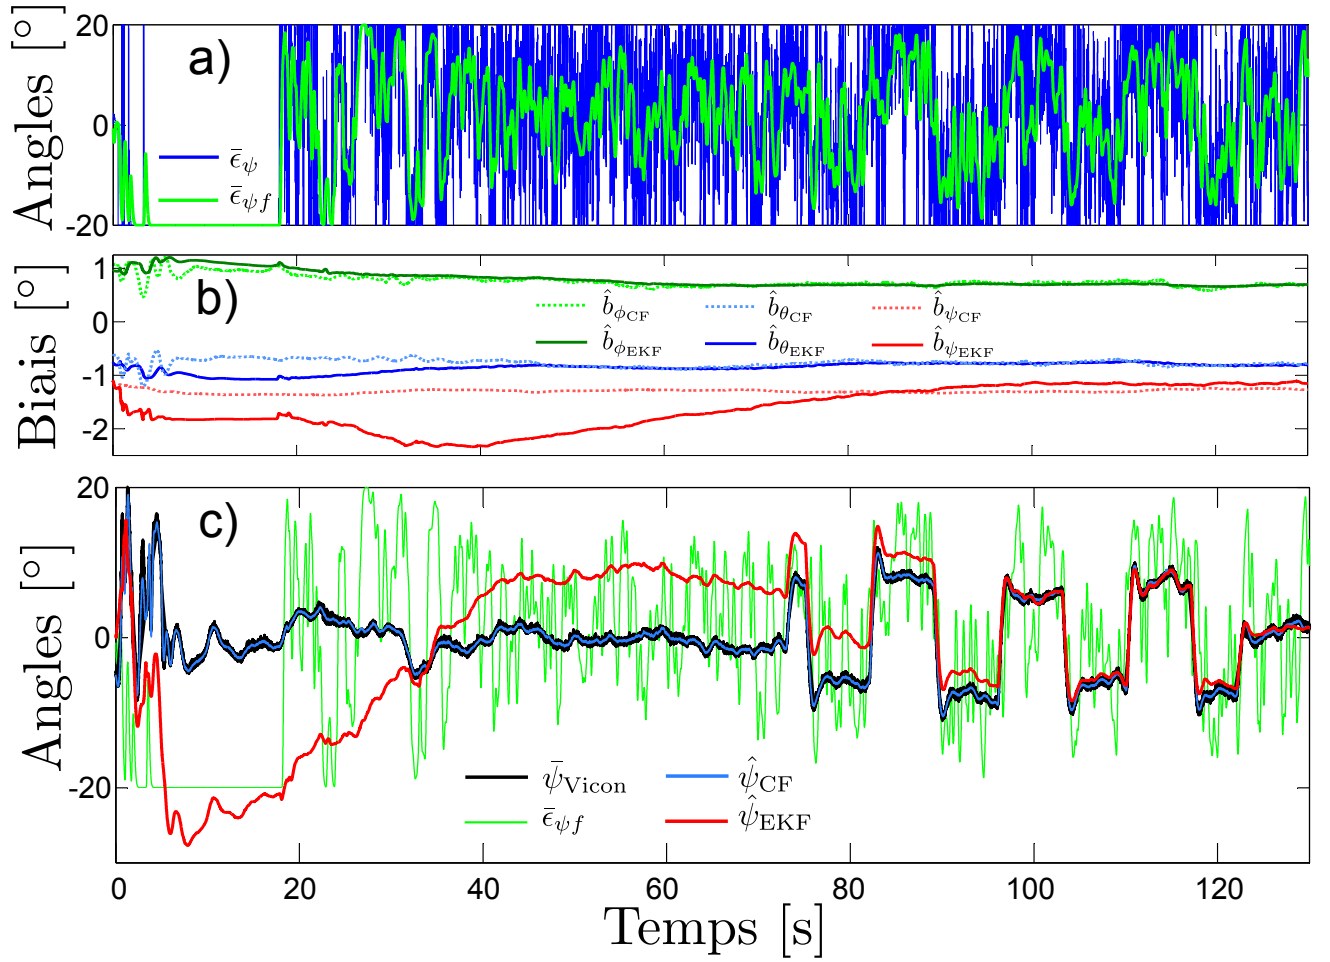 Angles [°]
20
0
-20
a)
ε̄ψ
ε̄ψf
Biais [°]
1
0
-1
-2
b)
b̂ϕCF b̂θCF b̂ψCF
b̂ϕEKF b̂θEKF b̂ψEKF
Angles [°]
20
0
-20
c)
ψ̄Vicon ψ̂CF
ε̄ψf ψ̂EKF
0 20 40 60 80 100 120
Temps [s]